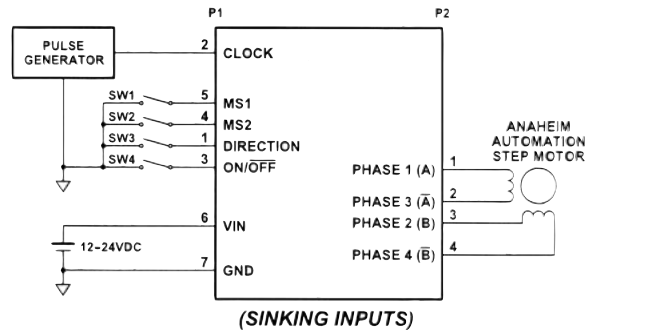 P1
P2
PULSE
GENERATOR
2
CLOCK
SW1
5
MS1
SW2
4
MS2
SW3
1
DIRECTION
SW4
3
ON/O̅F̅F̅
ANAHEIM
AUTOMATION
STEP MOTOR
PHASE 1 (A)
1
PHASE 3 (A̅)
2
PHASE 2 (B)
3
PHASE 4 (B̅)
4
6
VIN
12-24VDC
7
GND
(SINKING INPUTS)